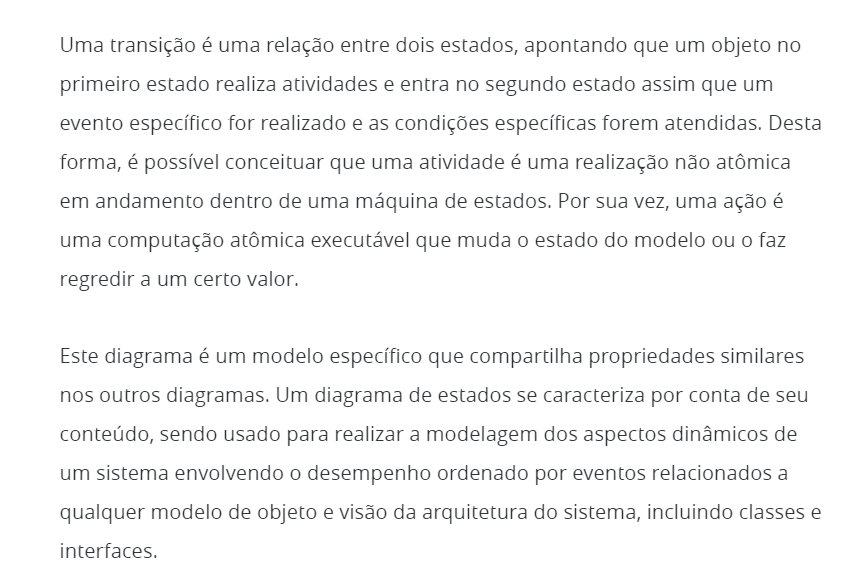 Uma transição é uma relação entre dois estados, apontando que um objeto no
primeiro estado realiza atividades e entra no segundo estado assim que um
evento específico for realizado e as condições específicas forem atendidas. Desta
forma, é possível conceituar que uma atividade é uma realização não atômica
em andamento dentro de uma máquina de estados. Por sua vez, uma ação é
uma computação atômica executável que muda o estado do modelo ou o faz
regredir a um certo valor.
Este diagrama é um modelo específico que compartilha propriedades similares
nos outros diagramas. Um diagrama de estados se caracteriza por conta de seu
conteúdo, sendo usado para realizar a modelagem dos aspectos dinâmicos de
um sistema envolvendo o desempenho ordenado por eventos relacionados a
qualquer modelo de objeto e visão da arquitetura do sistema, incluindo classes e
interfaces.